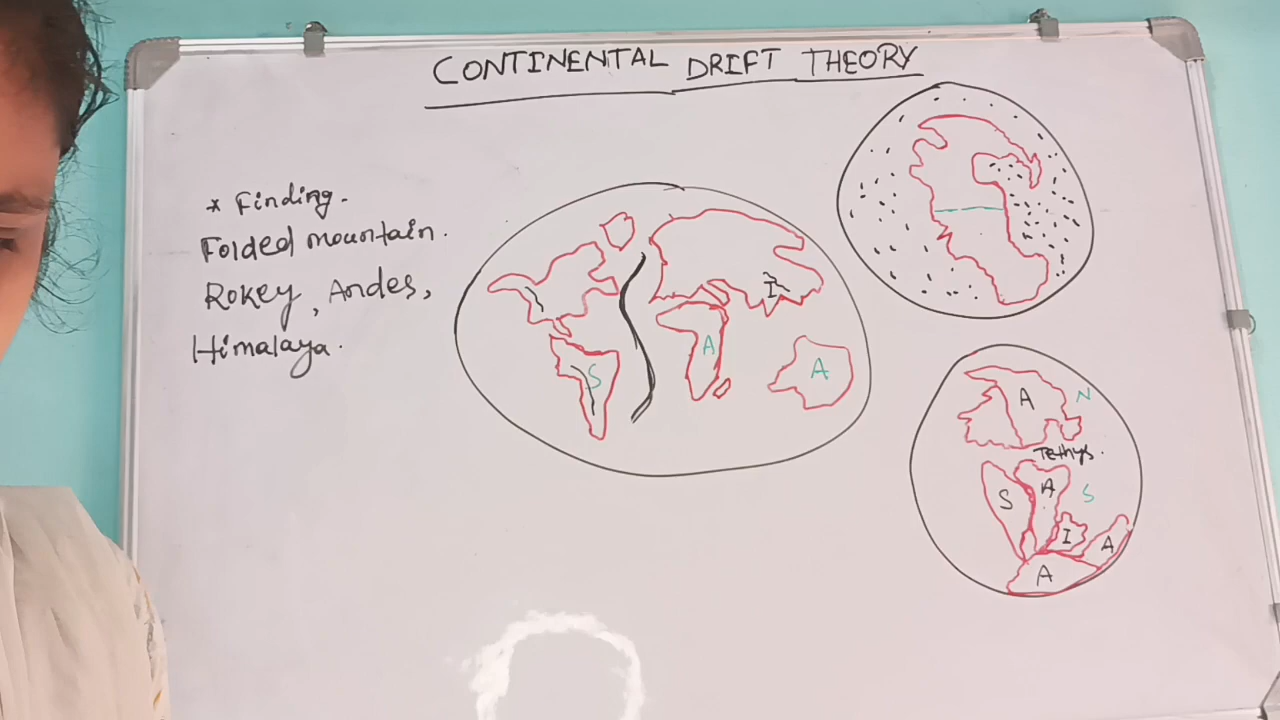 CONTINENTAL DRIFT THEORY
* Finding.
Folded mountain.
Rokey, Andes,
Himalaya.
I
A
S
A
A
N
Tethys.
S
A
S
I
A
A